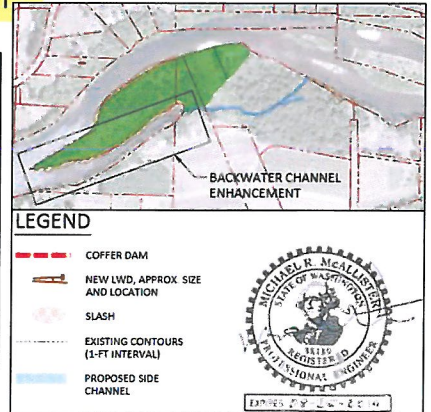 BACKWATER CHANNEL
ENHANCEMENT
LEGEND
COFFER DAM
NEW LWD, APPROX SIZE
AND LOCATION
SLASH
EXISTING CONTOURS
(1-FT INTERVAL)
PROPOSED SIDE
CHANNEL
MICHAEL R. McALLISTER
STATE OF WASHINGTON
REGISTERED
PROFESSIONAL ENGINEER
EXPIRES